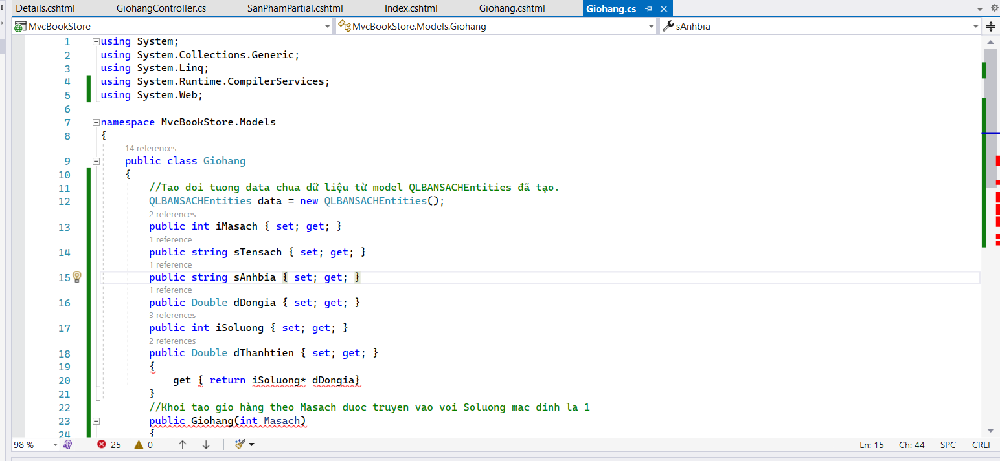 Details.cshtml GiohangController.cs SanPhamPartial.cshtml Index.cshtml Giohang.cshtml Giohang.cs
MvcBookStore MvcBookStore.Models.Giohang sAnhbia
1 using System;
2 using System.Collections.Generic;
3 using System.Linq;
4 using System.Runtime.CompilerServices;
5 using System.Web;
6
7 namespace MvcBookStore.Models
8 {
14 references
9 public class Giohang
10 {
11 //Tao doi tuong data chua dữ liệu từ model QLBANSACHEntities đã tạo.
12 QLBANSACHEntities data = new QLBANSACHEntities();
2 references
13 public int iMasach { set; get; }
1 reference
14 public string sTensach { set; get; }
1 reference
15 public string sAnhbia { set; get; }
1 reference
16 public Double dDongia { set; get; }
3 references
17 public int iSoluong { set; get; }
2 references
18 public Double dThanhtien { set; get; }
19 {
20 get { return iSoluong* dDongia}
21 }
22 //Khoi tao gio hàng theo Masach duoc truyen vao voi Soluong mac dinh la 1
23 public Giohang(int Masach)
24 {
98 % 25 0 Ln: 15 Ch: 44 SPC CRLF